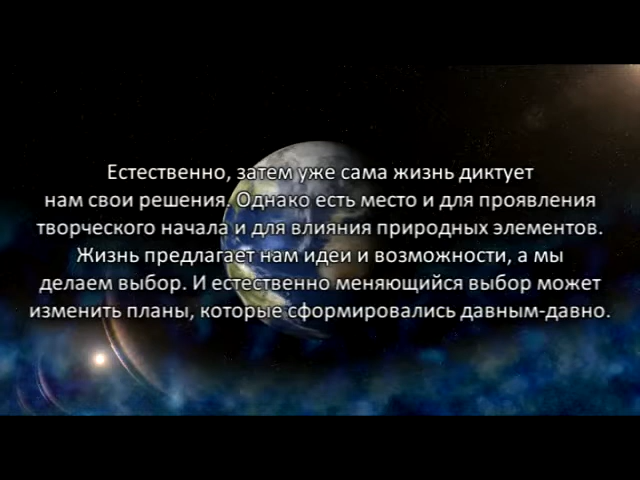 Естественно, затем уже сама жизнь диктует
нам свои решения. Однако есть место и для проявления
творческого начала и для влияния природных элементов.
Жизнь предлагает нам идеи и возможности, а мы
делаем выбор. И естественно меняющийся выбор может
изменить планы, которые сформировались давным-давно.